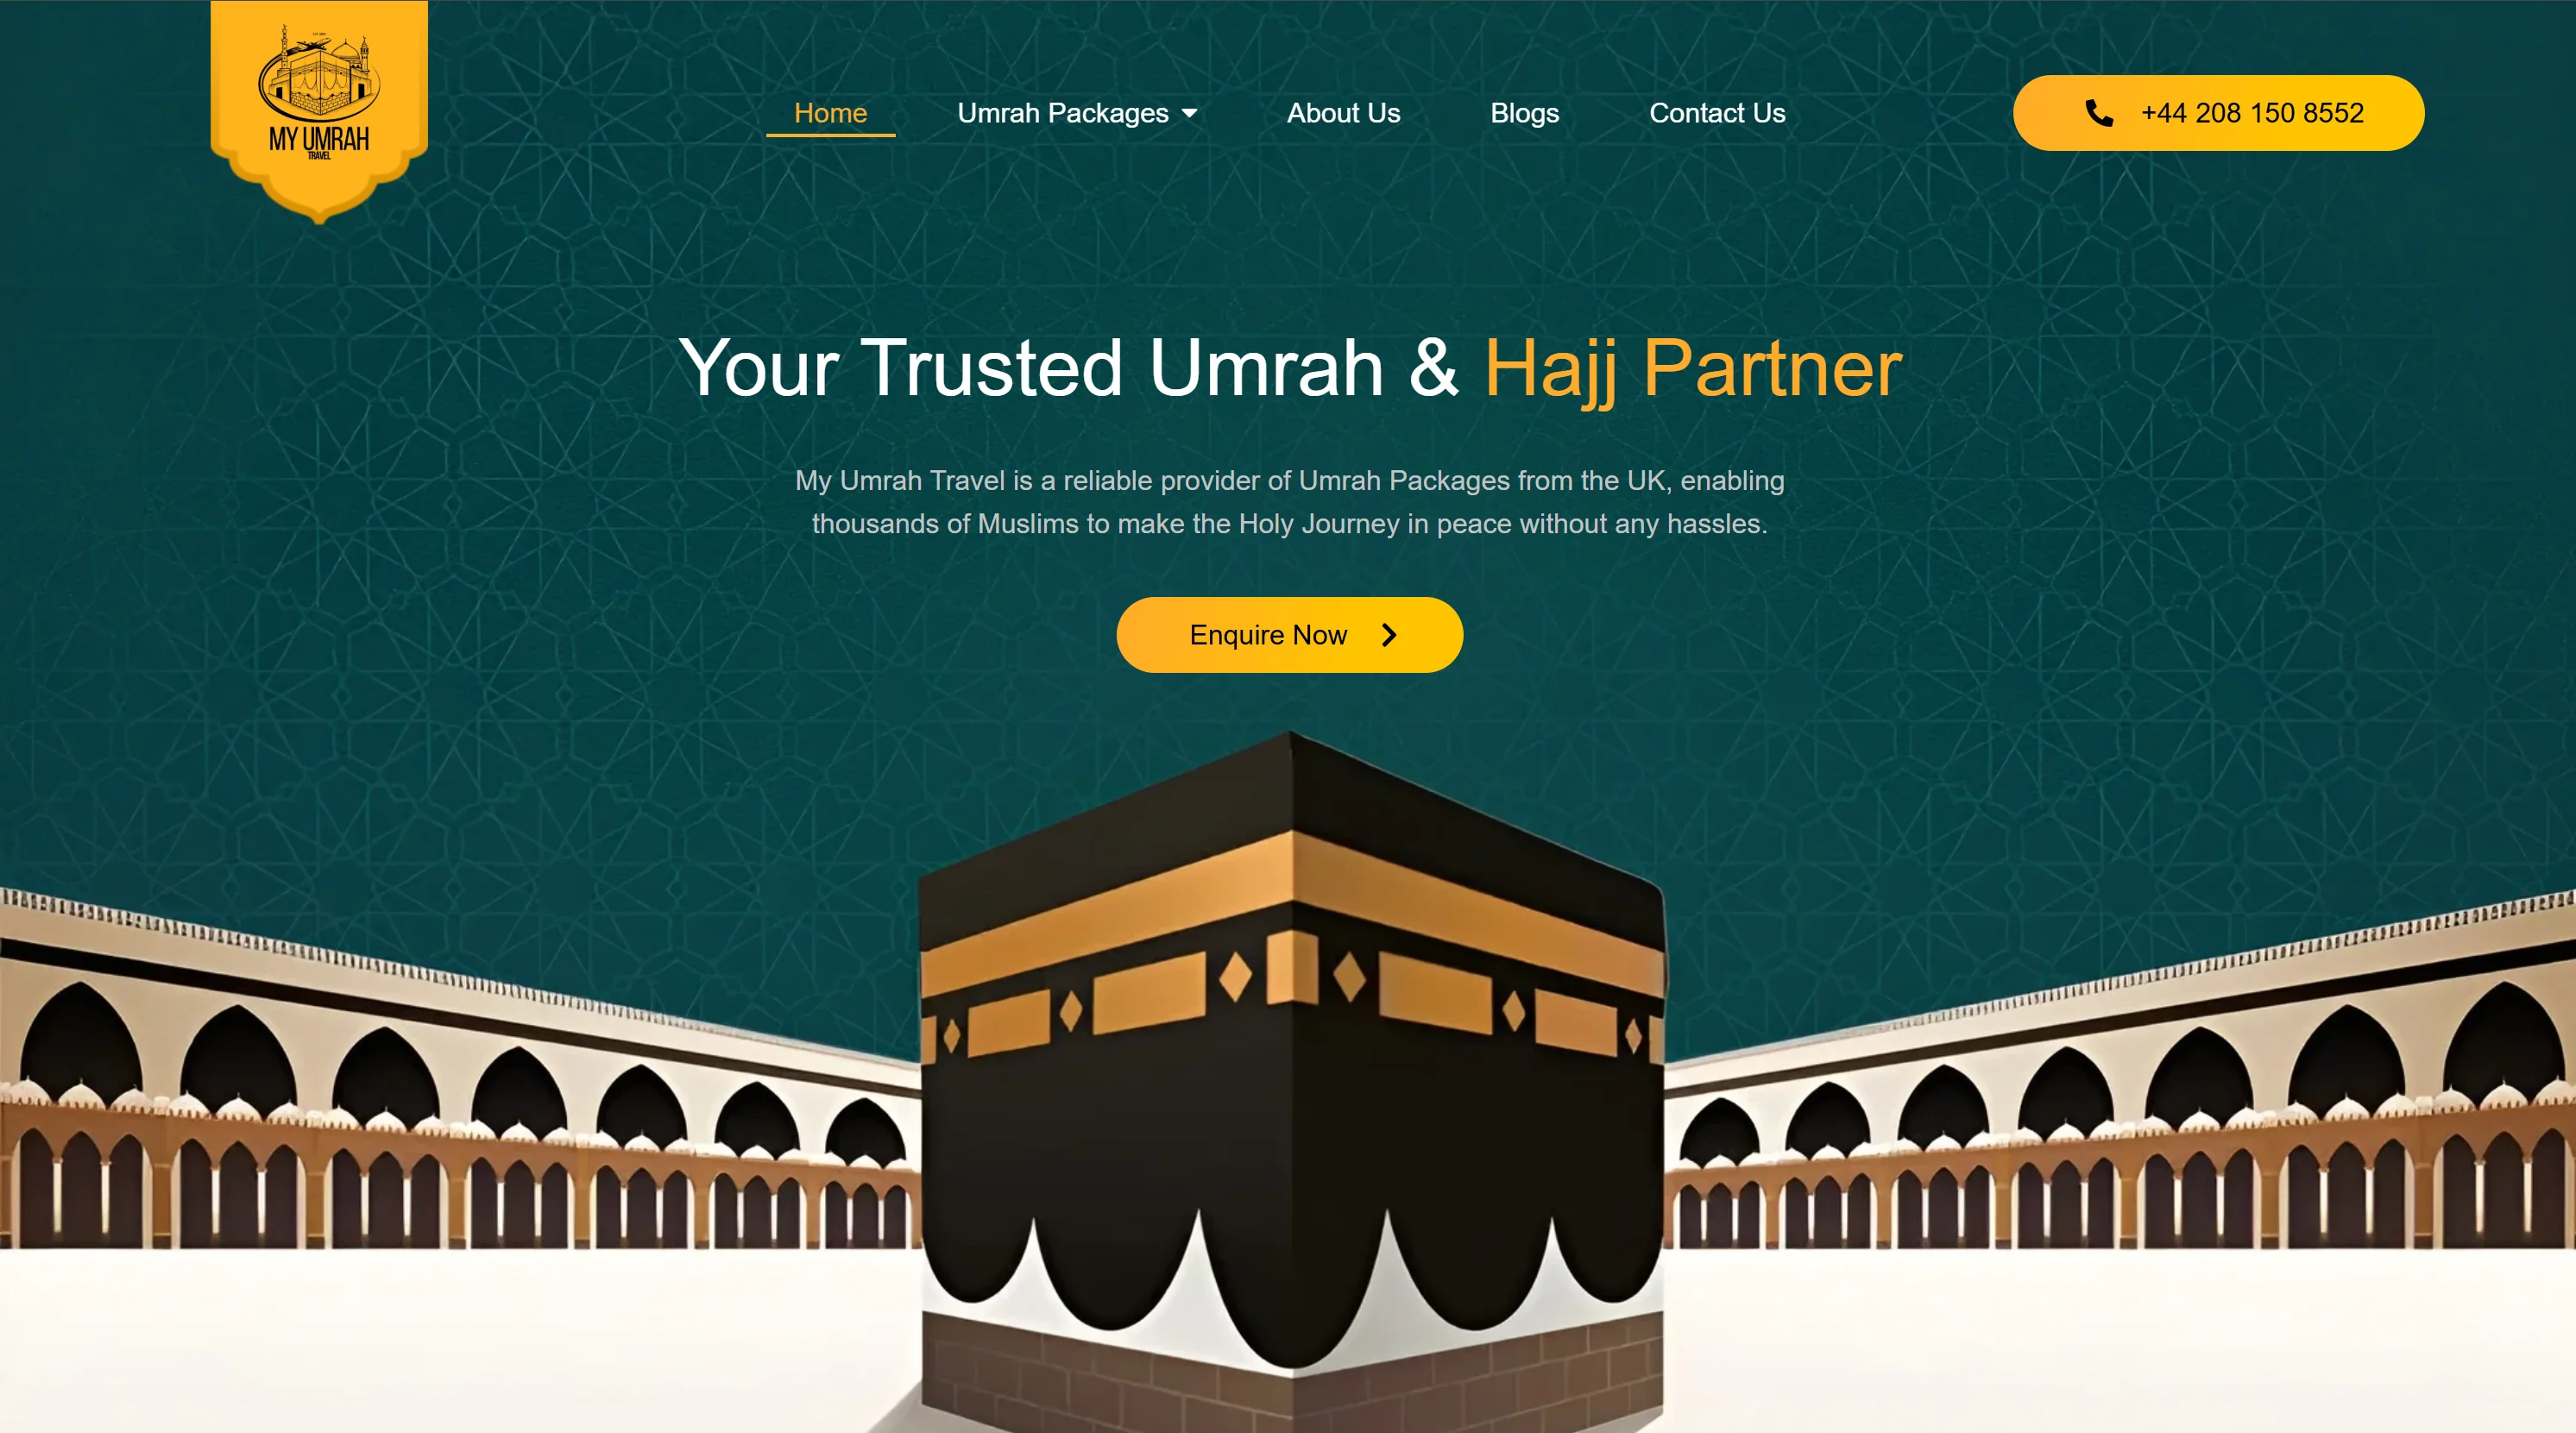 MY UMRAH
TRAVEL
Home
Umrah Packages
About Us
Blogs
Contact Us
+44 208 150 8552
Your Trusted Umrah & Hajj Partner
My Umrah Travel is a reliable provider of Umrah Packages from the UK, enabling
thousands of Muslims to make the Holy Journey in peace without any hassles.
Enquire Now